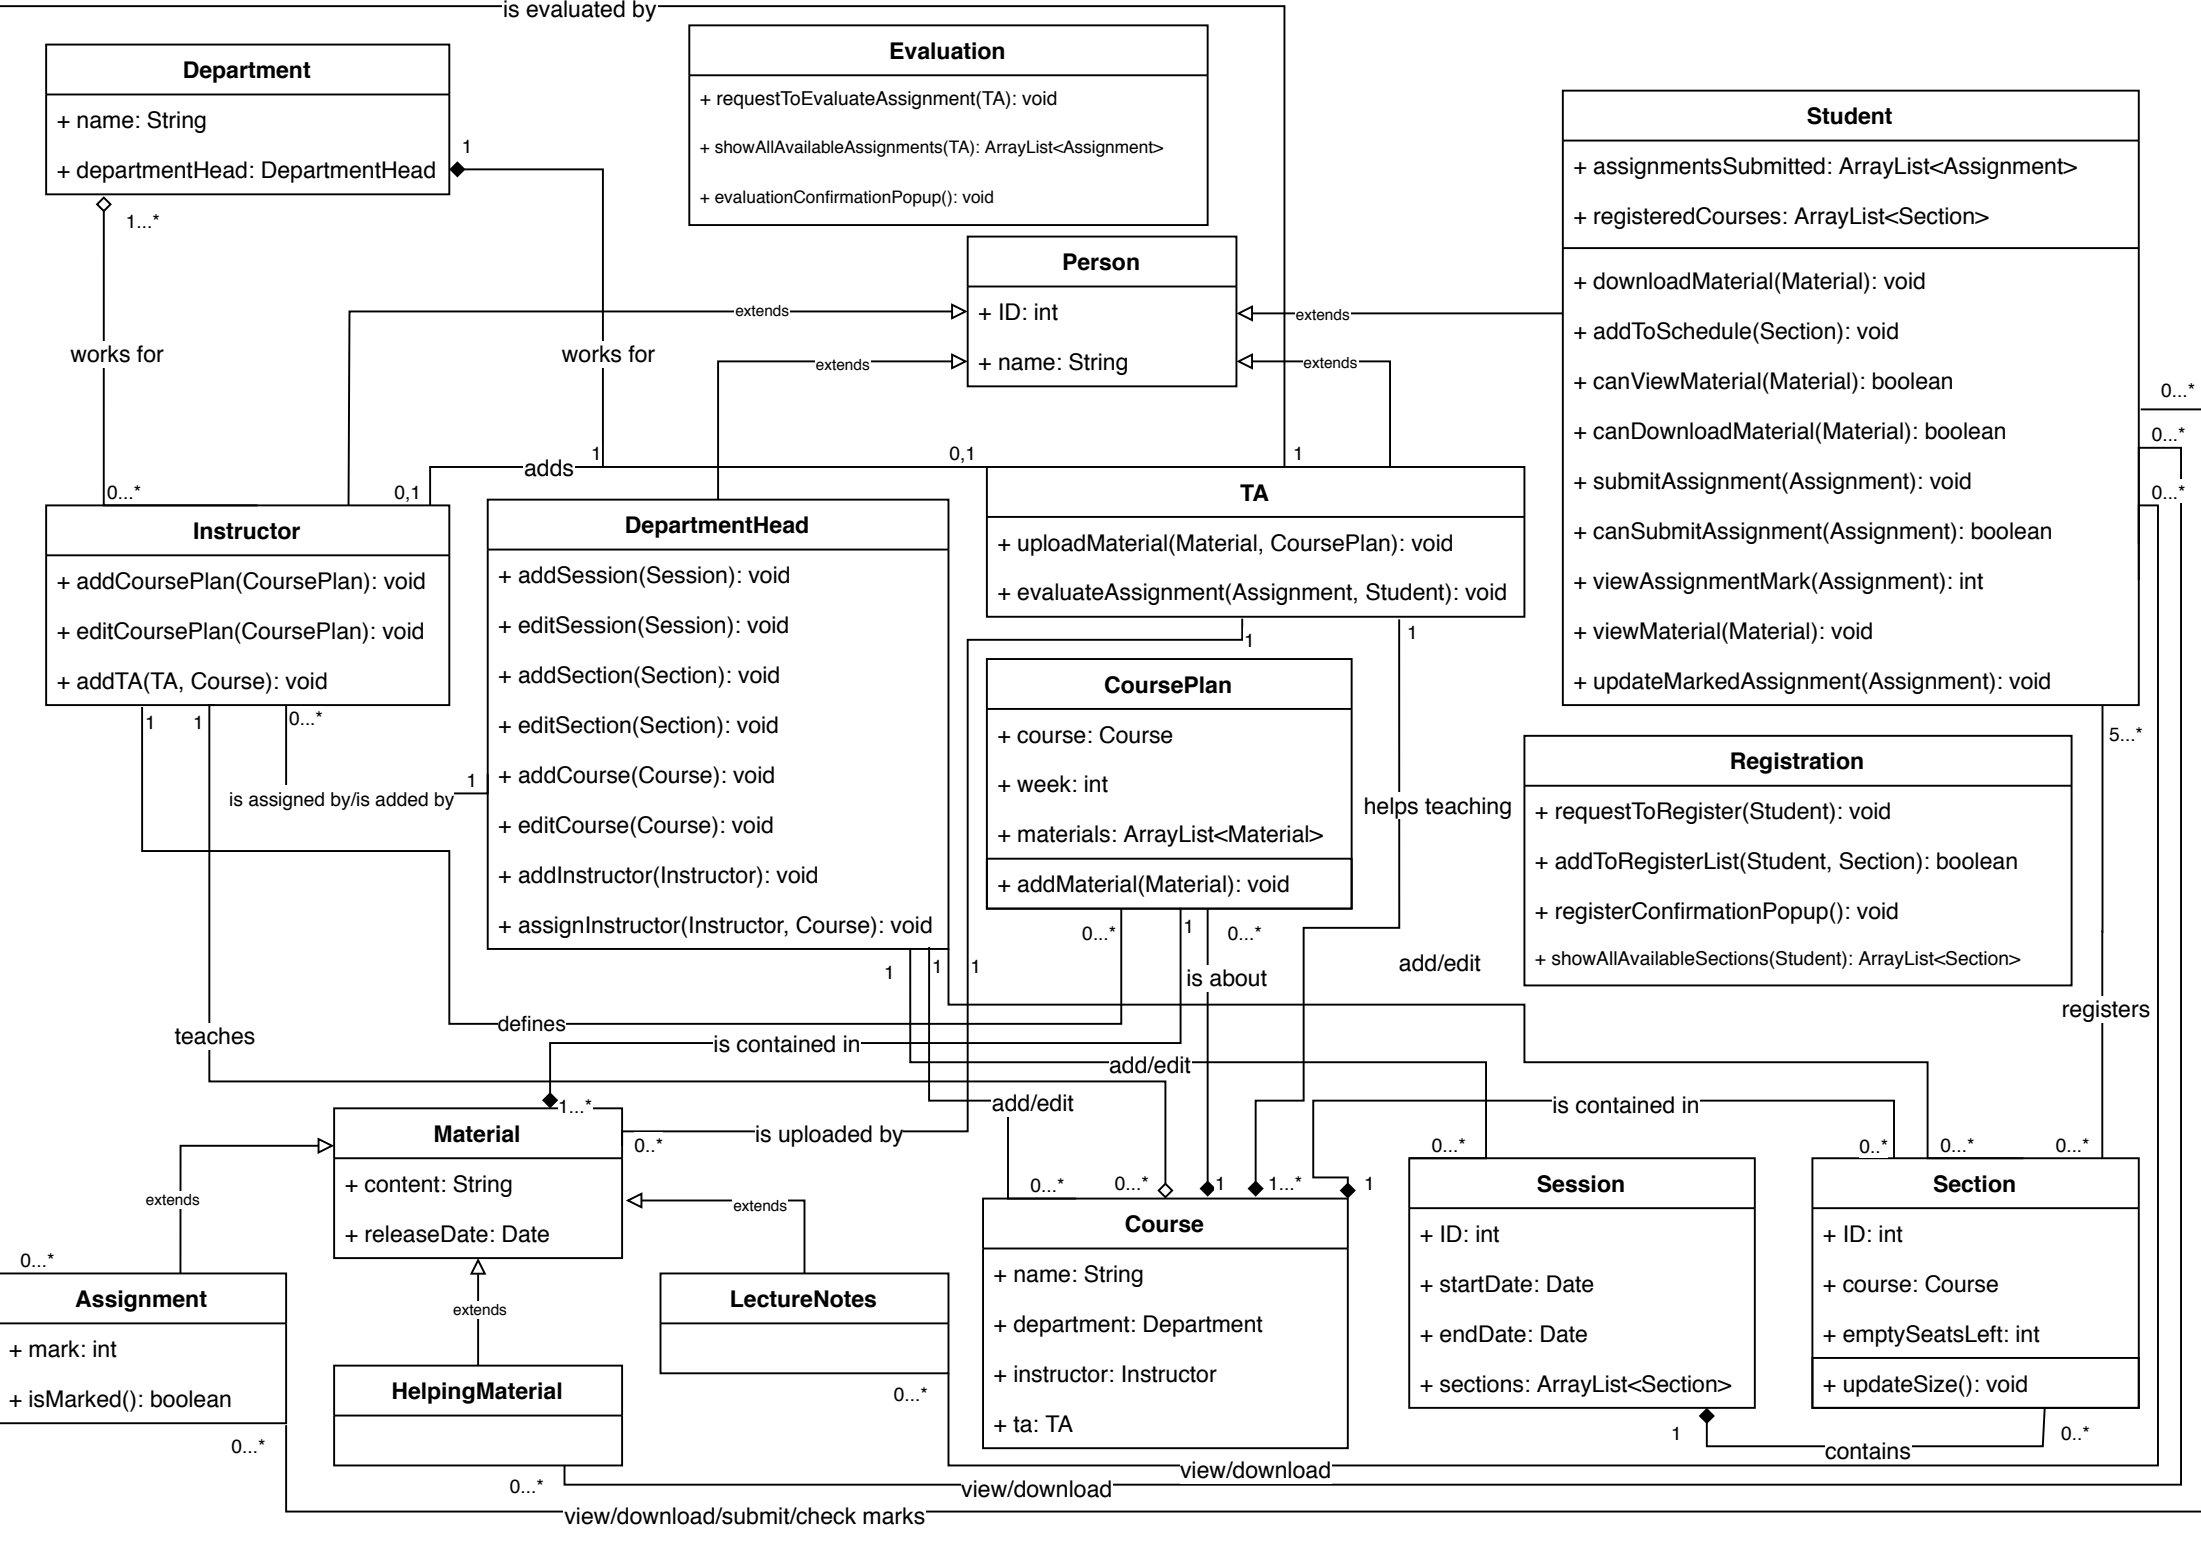 is evaluated by
Department
+ name: String
+ departmentHead: DepartmentHead
1
1...*
works for
works for
Evaluation
+ requestToEvaluateAssignment(TA): void
+ showAllAvailableAssignments(TA): ArrayList<Assignment>
+ evaluationConfirmationPopup(): void
Person
+ ID: int
+ name: String
extends
extends
extends
extends
Student
+ assignmentsSubmitted: ArrayList<Assignment>
+ registeredCourses: ArrayList<Section>
+ downloadMaterial(Material): void
+ addToSchedule(Section): void
+ canViewMaterial(Material): boolean
+ canDownloadMaterial(Material): boolean
+ submitAssignment(Assignment): void
+ canSubmitAssignment(Assignment): boolean
+ viewAssignmentMark(Assignment): int
+ viewMaterial(Material): void
+ updateMarkedAssignment(Assignment): void
0...*
0...*
0...*
5...*
0...*
0,1
adds
1
0,1
1
Instructor
+ addCoursePlan(CoursePlan): void
+ editCoursePlan(CoursePlan): void
+ addTA(TA, Course): void
1
1
0...*
is assigned by/is added by
1
DepartmentHead
+ addSession(Session): void
+ editSession(Session): void
+ addSection(Section): void
+ editSection(Section): void
+ addCourse(Course): void
+ editCourse(Course): void
+ addInstructor(Instructor): void
+ assignInstructor(Instructor, Course): void
1
1
1
TA
+ uploadMaterial(Material, CoursePlan): void
+ evaluateAssignment(Assignment, Student): void
1
1
CoursePlan
+ course: Course
+ week: int
+ materials: ArrayList<Material>
+ addMaterial(Material): void
0...*
1
0...*
helps teaching
Registration
+ requestToRegister(Student): void
+ addToRegisterList(Student, Section): boolean
+ registerConfirmationPopup(): void
+ showAllAvailableSections(Student): ArrayList<Section>
add/edit
is about
registers
teaches
defines
is contained in
add/edit
add/edit
is contained in
is uploaded by
1...*
0..*
Material
+ content: String
+ releaseDate: Date
extends
extends
extends
0...*
Assignment
+ mark: int
+ isMarked(): boolean
0...*
HelpingMaterial
0...*
LectureNotes
0...*
0...*
0...*
1
1...*
1
Course
+ name: String
+ department: Department
+ instructor: Instructor
+ ta: TA
0...*
Session
+ ID: int
+ startDate: Date
+ endDate: Date
+ sections: ArrayList<Section>
1
0..*
0...*
0...*
Section
+ ID: int
+ course: Course
+ emptySeatsLeft: int
+ updateSize(): void
0..*
contains
view/download
view/download
view/download/submit/check marks